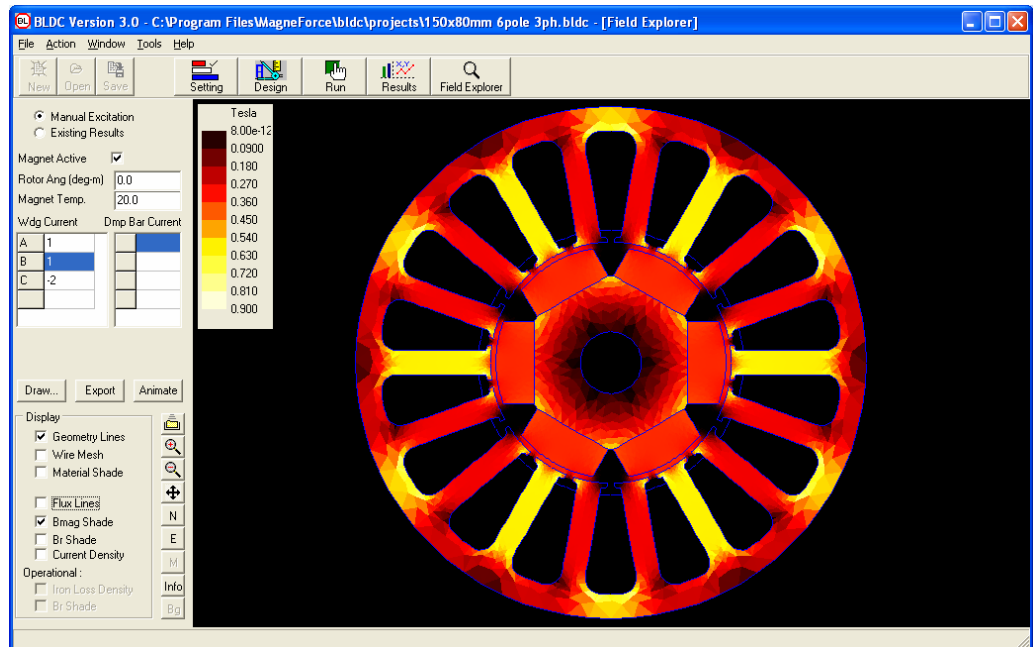 BLDC Version 3.0 - C:\Program Files\MagneForce\bldc\projects\150x80mm 6pole 3ph.bldc - [Field Explorer]
File Action Window Tools Help
New Open Save Setting Design Run Results Field Explorer
Manual Excitation
Existing Results
Magnet Active
Rotor Ang (deg-m) 0.0
Magnet Temp. 20.0
Wdg Current Dmp Bar Current
A 1
B 1
C -2
Draw... Export Animate
Display
Geometry Lines
Wire Mesh
Material Shade
Flux Lines
Bmag Shade
Br Shade
Current Density
Operational :
Iron Loss Density
Br Shade
N
E
M
Info
Bg
Tesla
8.00e-12
0.0900
0.180
0.270
0.360
0.450
0.540
0.630
0.720
0.810
0.900